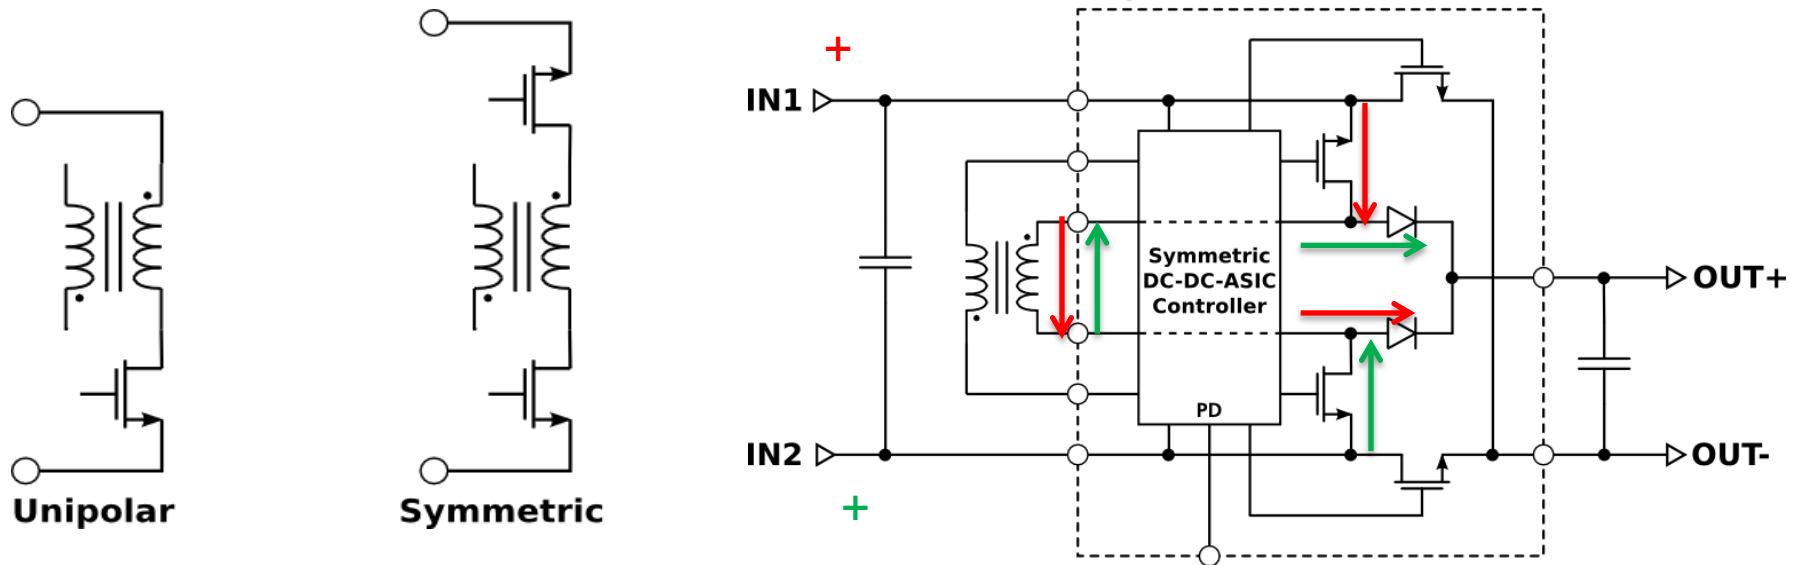 +
IN1
Symmetric
DC-DC-ASIC
Controller
OUT+
PD
IN2
OUT-
Unipolar
Symmetric
+